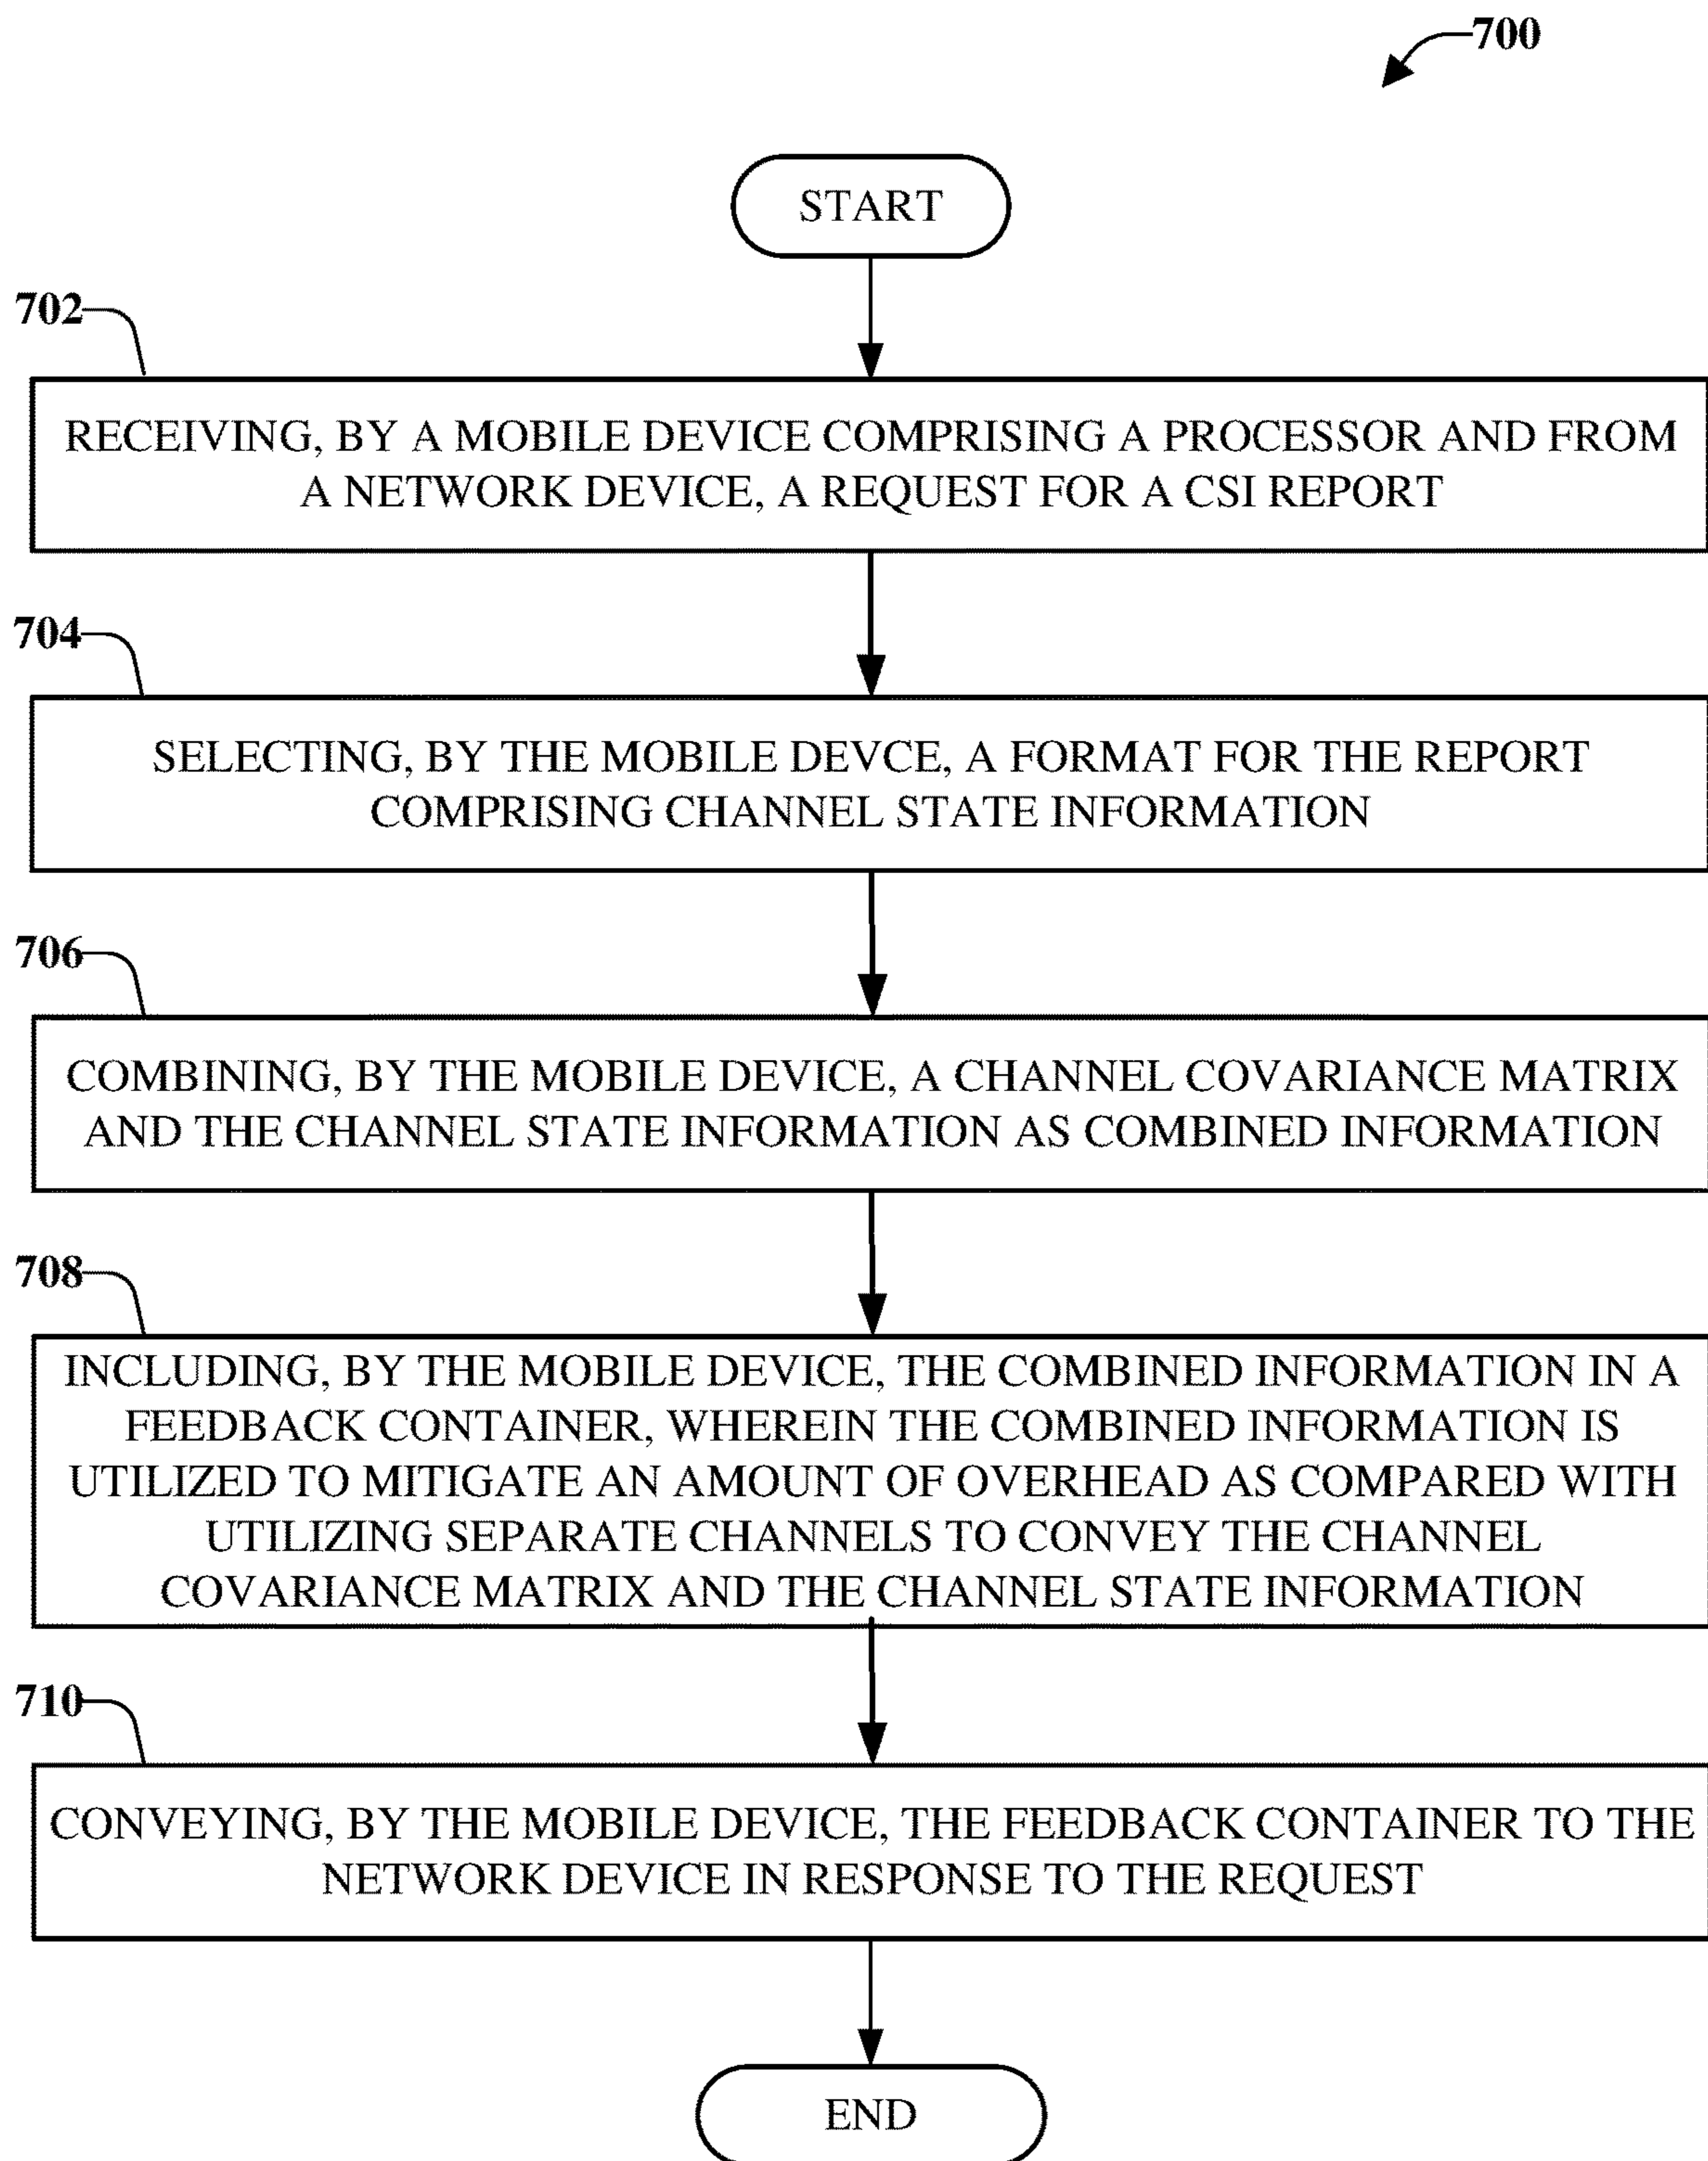 700
START
702
RECEIVING, BY A MOBILE DEVICE COMPRISING A PROCESSOR AND FROM
A NETWORK DEVICE, A REQUEST FOR A CSI REPORT
704
SELECTING, BY THE MOBILE DEVCE, A FORMAT FOR THE REPORT
COMPRISING CHANNEL STATE INFORMATION
706
COMBINING, BY THE MOBILE DEVICE, A CHANNEL COVARIANCE MATRIX
AND THE CHANNEL STATE INFORMATION AS COMBINED INFORMATION
708
INCLUDING, BY THE MOBILE DEVICE, THE COMBINED INFORMATION IN A
FEEDBACK CONTAINER, WHEREIN THE COMBINED INFORMATION IS
UTILIZED TO MITIGATE AN AMOUNT OF OVERHEAD AS COMPARED WITH
UTILIZING SEPARATE CHANNELS TO CONVEY THE CHANNEL
COVARIANCE MATRIX AND THE CHANNEL STATE INFORMATION
710
CONVEYING, BY THE MOBILE DEVICE, THE FEEDBACK CONTAINER TO THE
NETWORK DEVICE IN RESPONSE TO THE REQUEST
END